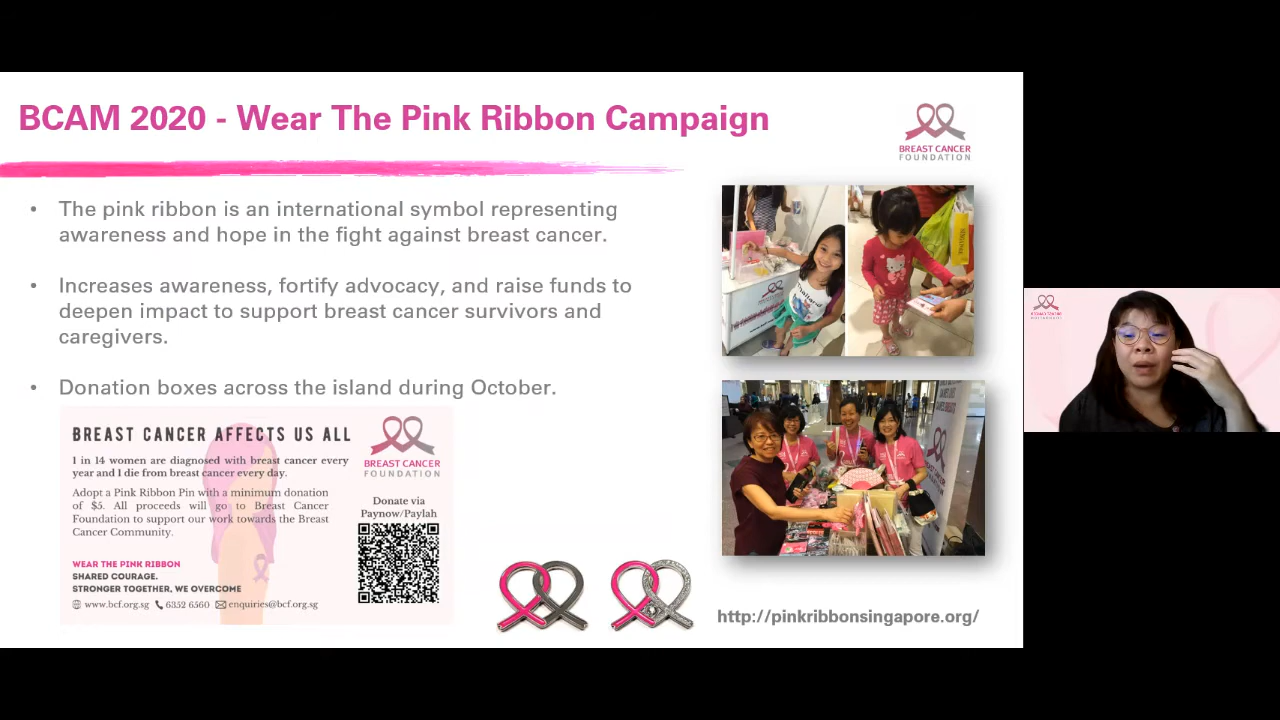 BCAM 2020 - Wear The Pink Ribbon Campaign
BREAST CANCER
FOUNDATION
• The pink ribbon is an international symbol representing
awareness and hope in the fight against breast cancer.
• Increases awareness, fortify advocacy, and raise funds to
deepen impact to support breast cancer survivors and
caregivers.
• Donation boxes across the island during October.
BREAST CANCER AFFECTS US ALL
1 in 14 women are diagnosed with breast cancer every
year and 1 die from breast cancer every day.
Adopt a Pink Ribbon Pin with a minimum donation
of $5. All proceeds will go to Breast Cancer
Foundation to support our work towards the Breast
Cancer Community.
WEAR THE PINK RIBBON
SHARED COURAGE.
STRONGER TOGETHER, WE OVERCOME
www.bcf.org.sg 6352 6560 enquiries@bcf.org.sg
BREAST CANCER
FOUNDATION
Donate via
Paynow/Paylah
http://pinkribbonsingapore.org/